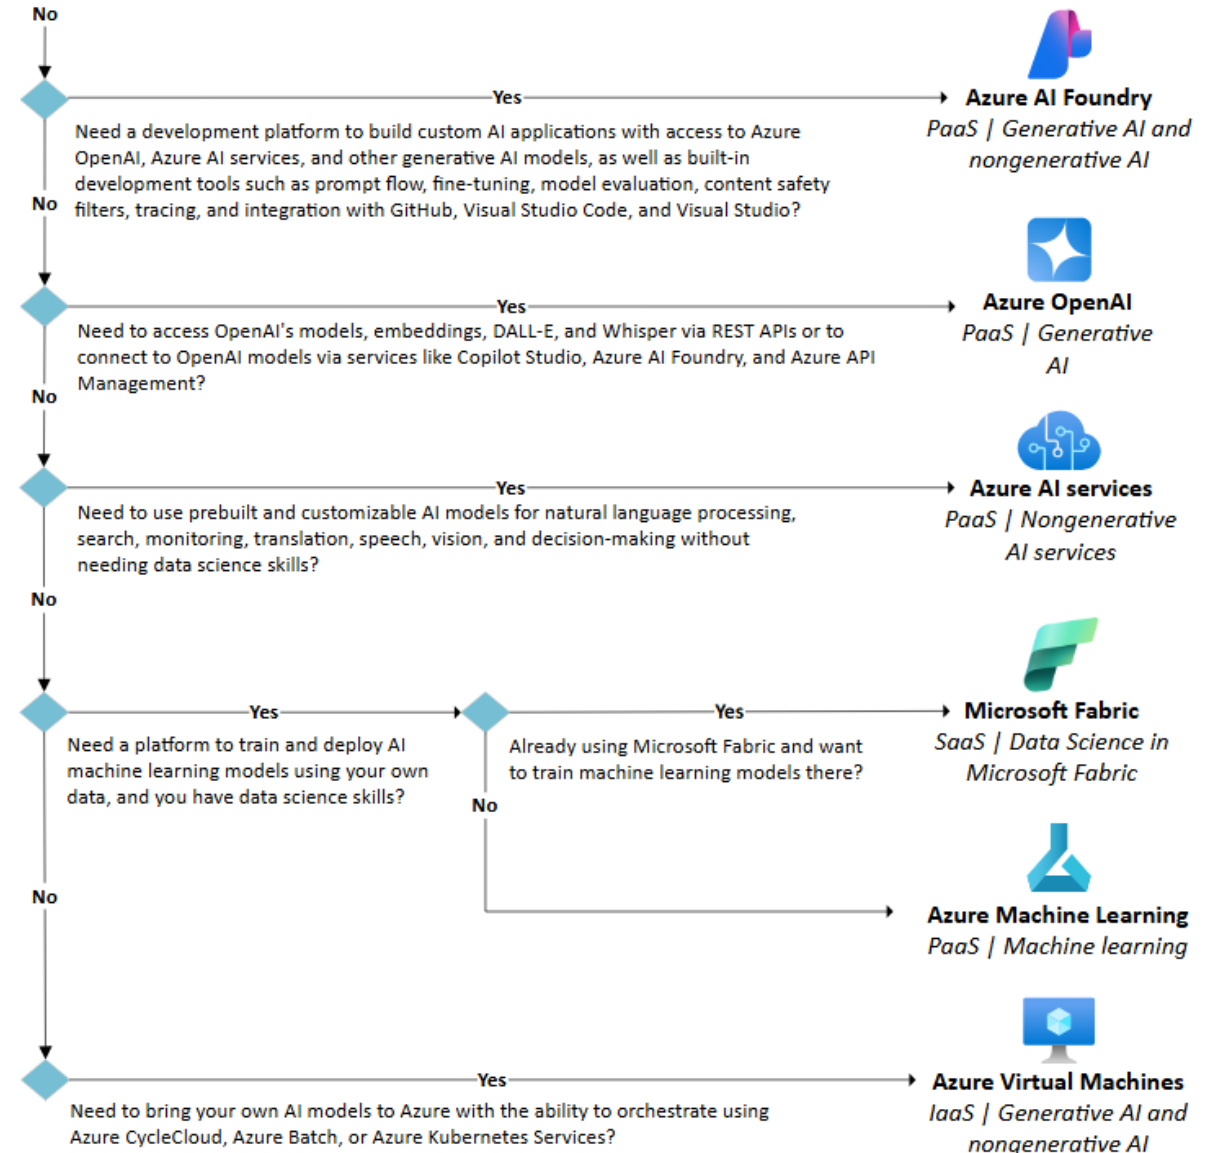 No
Yes
Azure AI Foundry
PaaS | Generative AI and
nongenerative AI
Need a development platform to build custom AI applications with access to Azure
OpenAI, Azure AI services, and other generative AI models, as well as built-in
development tools such as prompt flow, fine-tuning, model evaluation, content safety
filters, tracing, and integration with GitHub, Visual Studio Code, and Visual Studio?
No
Yes
Azure OpenAI
PaaS | Generative
AI
Need to access OpenAI's models, embeddings, DALL-E, and Whisper via REST APIs or to
connect to OpenAI models via services like Copilot Studio, Azure AI Foundry, and Azure API
Management?
No
Yes
Azure AI services
PaaS | Nongenerative
AI services
Need to use prebuilt and customizable AI models for natural language processing,
search, monitoring, translation, speech, vision, and decision-making without
needing data science skills?
No
Yes
Need a platform to train and deploy AI
machine learning models using your own
data, and you have data science skills?
Yes
Microsoft Fabric
SaaS | Data Science in
Microsoft Fabric
Already using Microsoft Fabric and want
to train machine learning models there?
No
Azure Machine Learning
PaaS | Machine learning
No
Yes
Azure Virtual Machines
IaaS | Generative AI and
nongenerative AI
Need to bring your own AI models to Azure with the ability to orchestrate using
Azure CycleCloud, Azure Batch, or Azure Kubernetes Services?